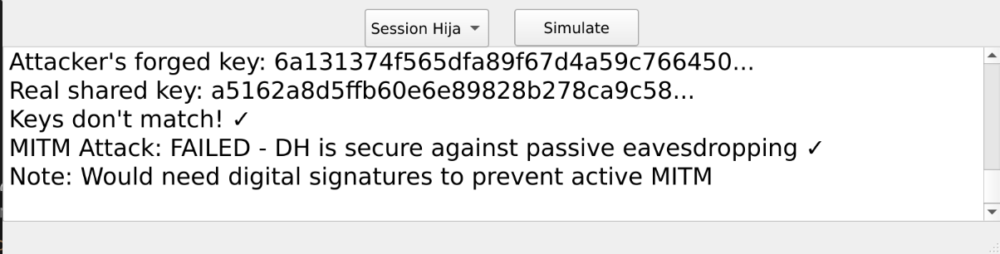 Session Hija
Simulate
Attacker's forged key: 6a131374f565dfa89f67d4a59c766450...
Real shared key: a5162a8d5ffb60e6e89828b278ca9c58...
Keys don't match! ✓
MITM Attack: FAILED - DH is secure against passive eavesdropping ✓
Note: Would need digital signatures to prevent active MITM